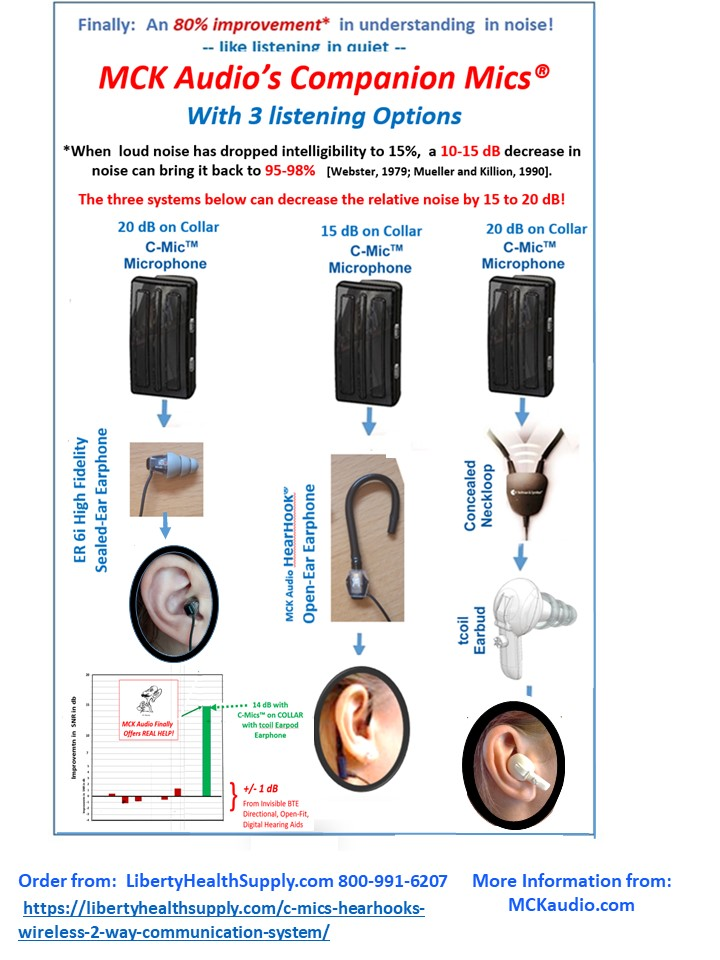 Finally: An 80% improvement* in understanding in noise!
-- like listening in quiet --
MCK Audio's Companion Mics®
With 3 listening Options
*When loud noise has dropped intelligibility to 15%, a 10-15 dB decrease in
noise can bring it back to 95-98% [Webster, 1979; Mueller and Killion, 1990].
The three systems below can decrease the relative noise by 15 to 20 dB!
20 dB on Collar
C-Mic™
Microphone
15 dB on Collar
C-Mic™
Microphone
20 dB on Collar
C-Mic™
Microphone
ER 6i High Fidelity
Sealed-Ear Earphone
MCK Audio HearHooK®
Open-Ear Earphone
Concealed
Neckloop
tcoil
Earbud
Improvemtn in SNR in db
MCK Audio Finally
Offers REAL HELP!
14 dB with
C-Mics™ on COLLAR
with tcoil Earpod
Earphone
+/- 1 dB
From Invisible BTE
Directional, Open-Fit,
Digital Hearing Aids
Order from: LibertyHealthSupply.com 800-991-6207
https://libertyhealthsupply.com/c-mics-hearhooks-
wireless-2-way-communication-system/
More Information from:
MCKaudio.com